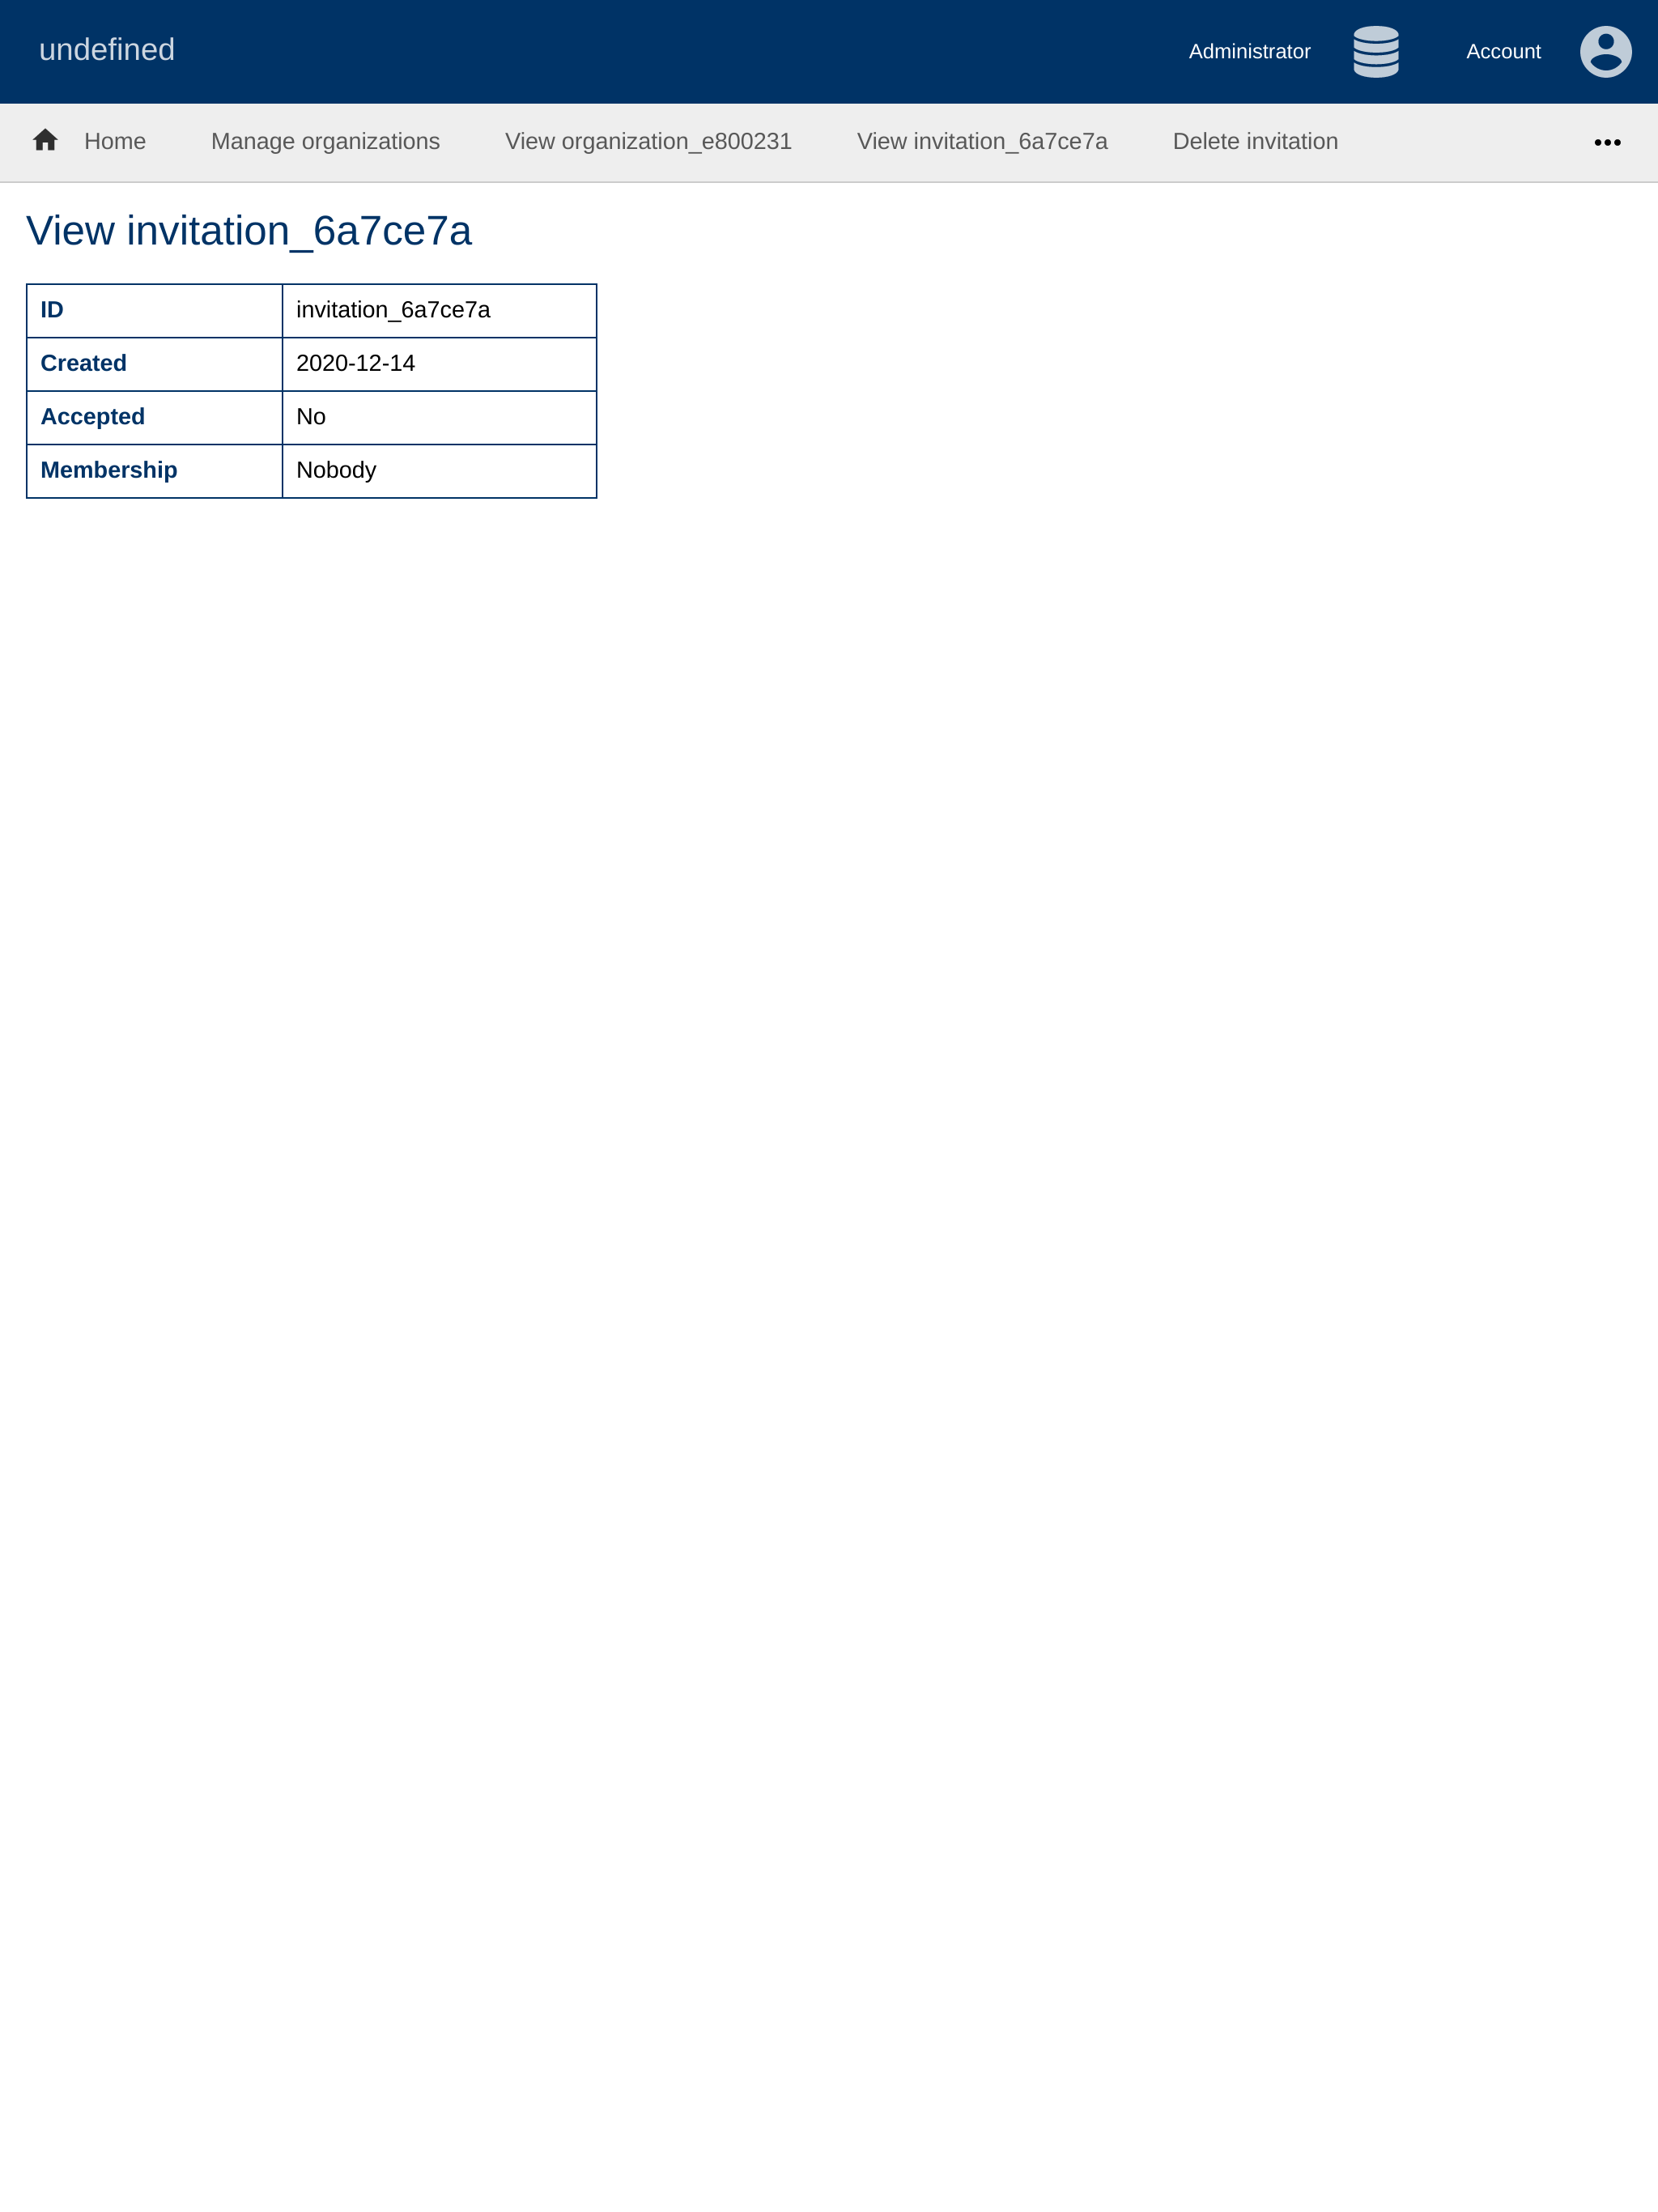 undefined
Administrator
Account
Home
Manage organizations
View organization_e800231
View invitation_6a7ce7a
Delete invitation
View invitation_6a7ce7a
ID invitation_6a7ce7a
Created 2020-12-14
Accepted No
Membership Nobody